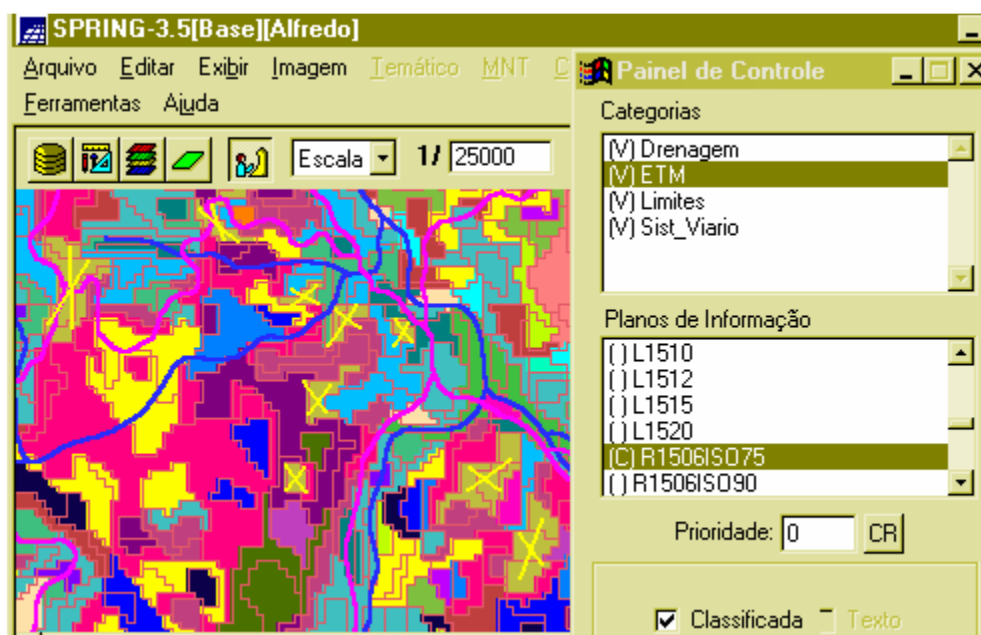 SPRING-3.5[Base][Alfredo]
Arquivo Editar Exibir Imagem Temático MNT C
Ferramentas Ajuda
Escala 1/ 25000
Painel de Controle
Categorias
(V) Drenagem
(V) ETM
(V) Limites
(V) Sist_Viario
Planos de Informação
( ) L1510
( ) L1512
( ) L1515
( ) L1520
(C) R1506ISO75
( ) R1506ISO90
Prioridade: 0 CR
Classificada Texto